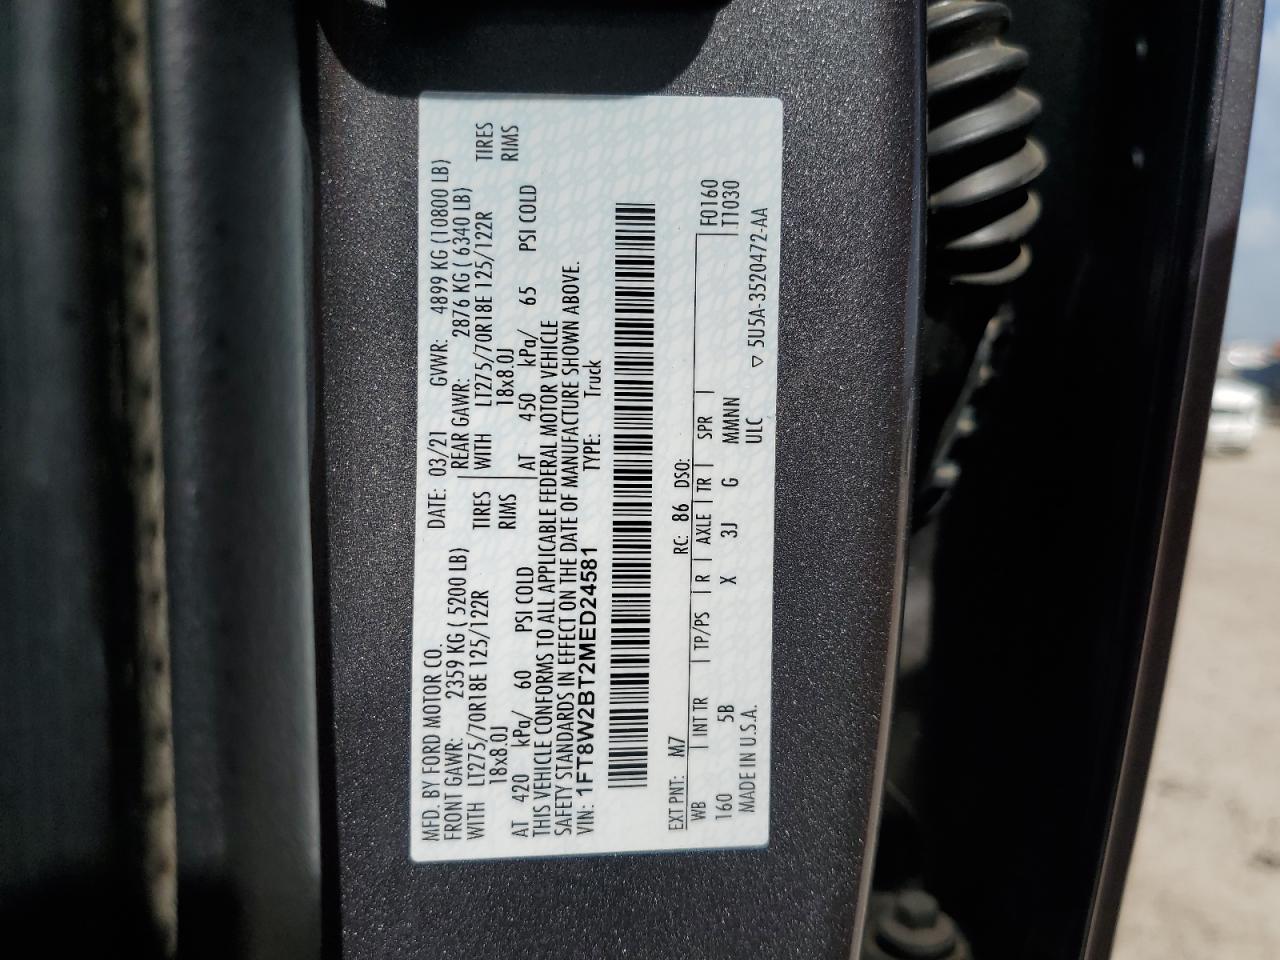 MFD. BY FORD MOTOR CO.
DATE: 03/21 GVWR: 4899 KG (10800 LB)
FRONT GAWR: 2359 KG ( 5200 LB) REAR GAWR: 2876 KG ( 6340 LB)
WITH LT275/70R18E 125/122R TIRES WITH LT275/70R18E 125/122R TIRES
18x8.0J RIMS 18x8.0J RIMS
AT 420 kPa/ 60 PSI COLD AT 450 kPa/ 65 PSI COLD
THIS VEHICLE CONFORMS TO ALL APPLICABLE FEDERAL MOTOR VEHICLE
SAFETY STANDARDS IN EFFECT ON THE DATE OF MANUFACTURE SHOWN ABOVE.
VIN: 1FT8W2BT2MED24581 TYPE: Truck
EXT PNT: M7 RC: 86 DSO:
WB INT TR TP/PS R AXLE TR SPR F0160
160 5B X 3J G MMNN T1030
MADE IN U.S.A. ULC ▽ 5U5A-3520472-AA